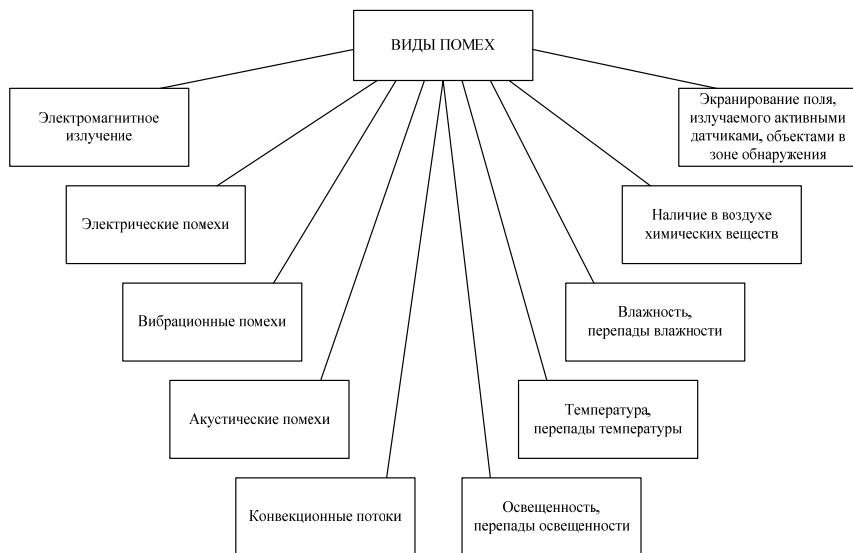 ВИДЫ ПОМЕХ
Электромагнитное
излучение
Экранирование поля,
излучаемого активными
датчиками, объектами в
зоне обнаружения
Электрические помехи
Наличие в воздухе
химических веществ
Вибрационные помехи
Влажность,
перепады влажности
Акустические помехи
Температура,
перепады температуры
Конвекционные потоки
Освещенность,
перепады освещенности